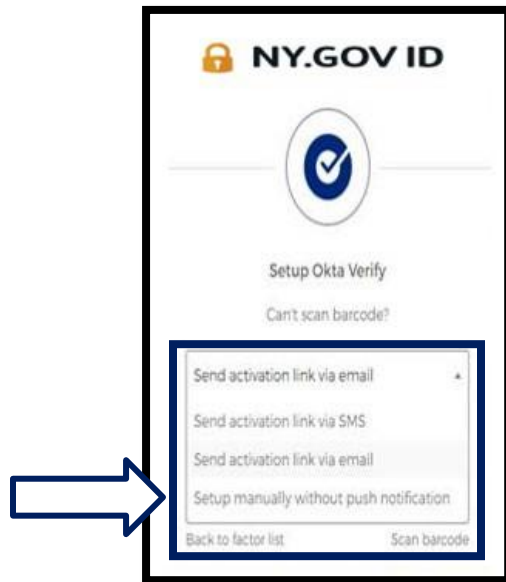 NY.GOV ID
Setup Okta Verify
Can't scan barcode?
Send activation link via email
Send activation link via SMS
Send activation link via email
Setup manually without push notification
Back to factor list Scan barcode